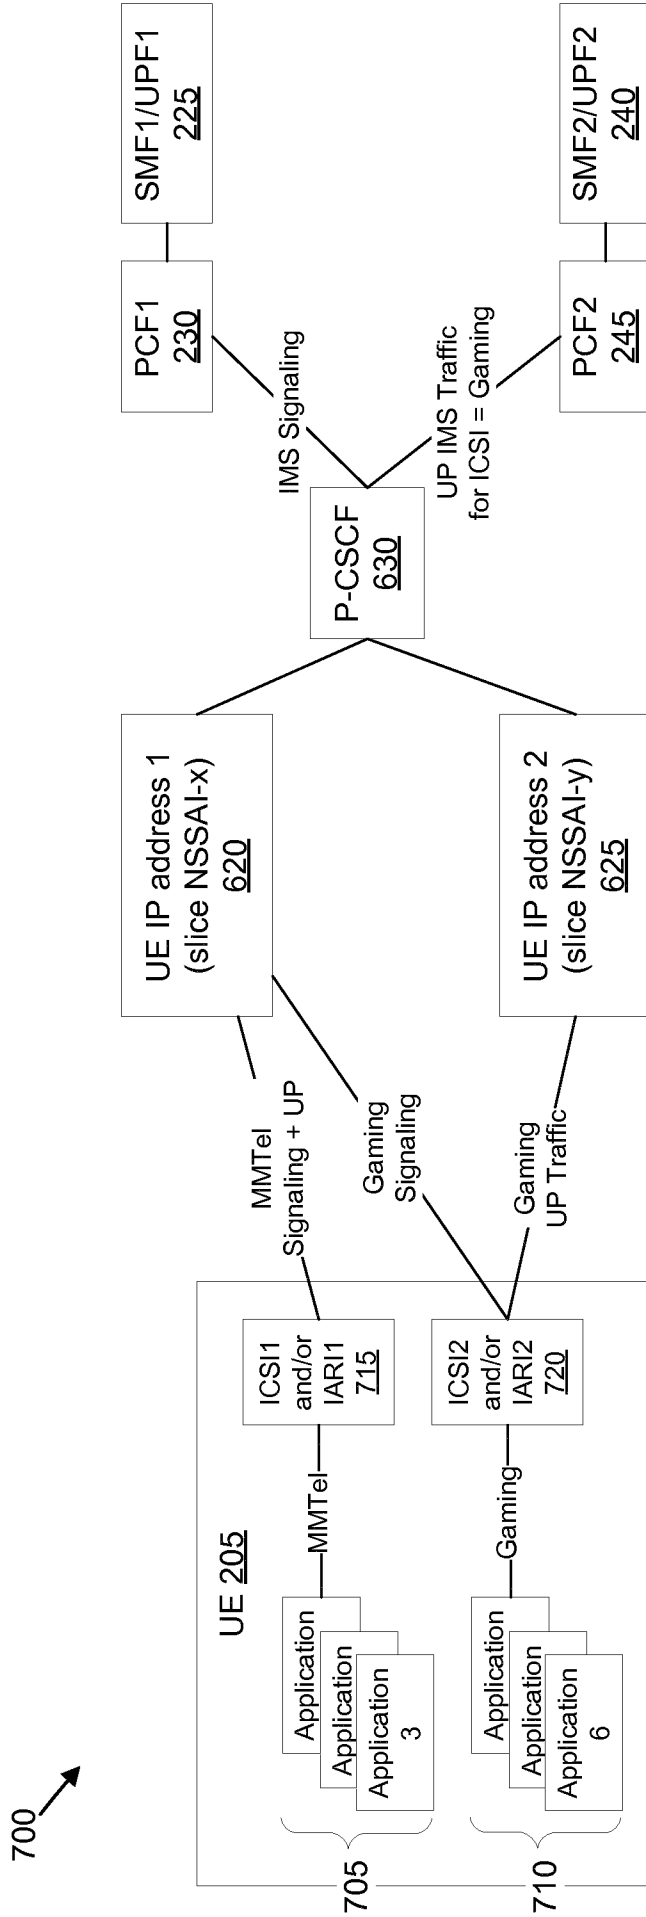 700
UE 205
705
Application
Application
Application
3
MMTel
ICSI1
and/or
IARI1
715
MMTel
Signaling + UP
710
Application
Application
Application
6
Gaming
ICSI2
and/or
IARI2
720
Gaming
Signaling
Gaming
UP Traffic
UE IP address 1
(slice NSSAI-x)
620
UE IP address 2
(slice NSSAI-y)
625
P-CSCF
630
IMS Signaling
UP IMS Traffic
for ICSI = Gaming
PCF1
230
SMF1/UPF1
225
PCF2
245
SMF2/UPF2
240